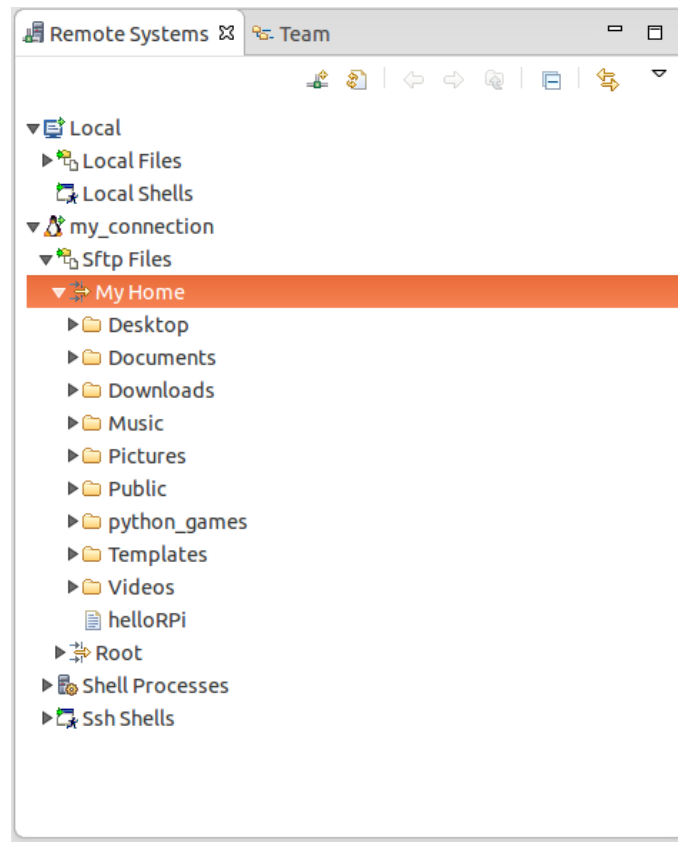 Remote Systems Team
Local
Local Files
Local Shells
my_connection
Sftp Files
My Home
Desktop
Documents
Downloads
Music
Pictures
Public
python_games
Templates
Videos
helloRPi
Root
Shell Processes
Ssh Shells